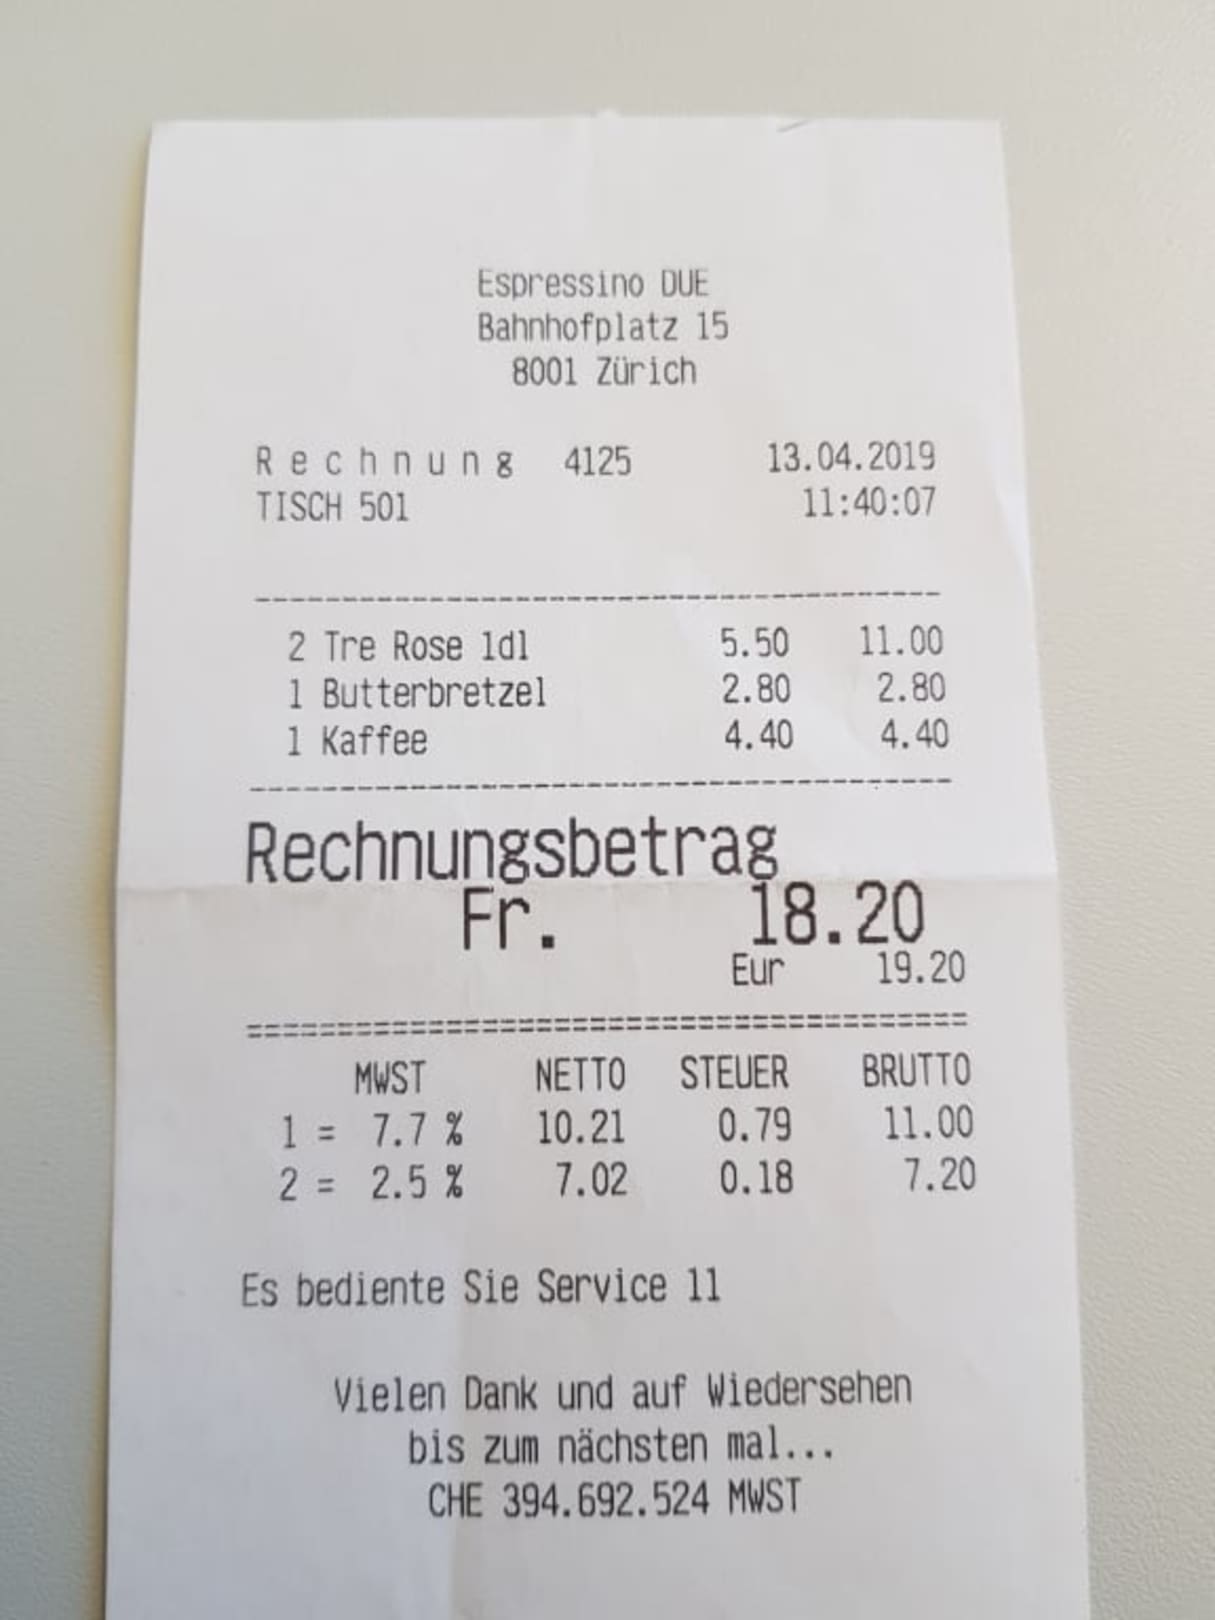 Espressino DUE
Bahnhofplatz 15
8001 Zürich
Rechnung 4125 13.04.2019
TISCH 501 11:40:07
----------------------------------------
2 Tre Rose 1dl 5.50 11.00
1 Butterbretzel 2.80 2.80
1 Kaffee 4.40 4.40
----------------------------------------
Rechnungsbetrag
Fr. 18.20
Eur 19.20
========================================
MWST NETTO STEUER BRUTTO
1 = 7.7 % 10.21 0.79 11.00
2 = 2.5 % 7.02 0.18 7.20
Es bediente Sie Service 11
Vielen Dank und auf Wiedersehen
bis zum nächsten mal...
CHE 394.692.524 MWST